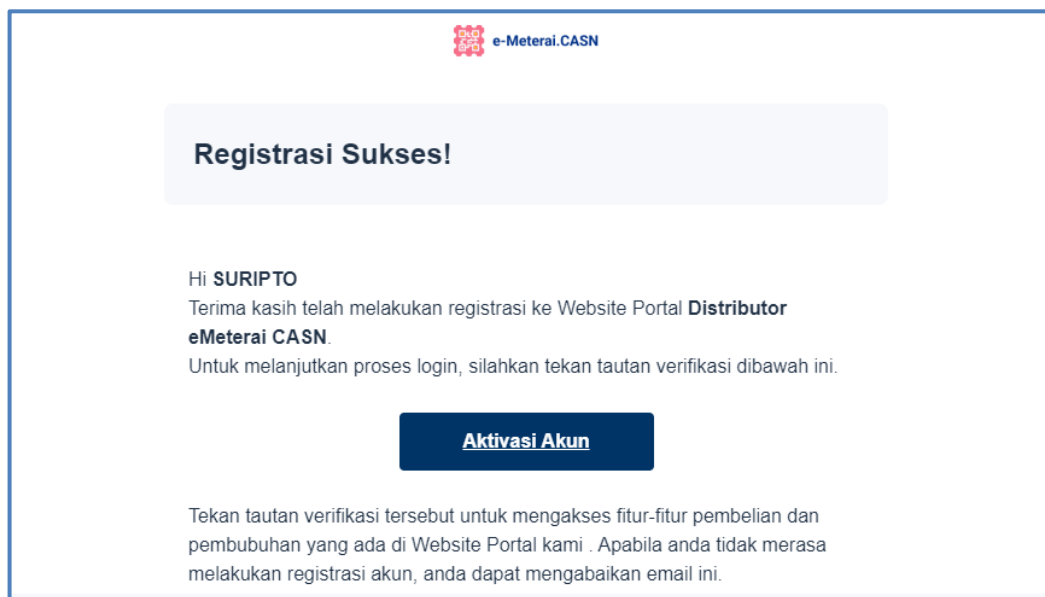 e-Meterai.CASN
Registrasi Sukses!
Hi SURIPTO
Terima kasih telah melakukan registrasi ke Website Portal Distributor
eMeterai CASN.
Untuk melanjutkan proses login, silahkan tekan tautan verifikasi dibawah ini.
Aktivasi Akun
Tekan tautan verifikasi tersebut untuk mengakses fitur-fitur pembelian dan
pembubuhan yang ada di Website Portal kami . Apabila anda tidak merasa
melakukan registrasi akun, anda dapat mengabaikan email ini.